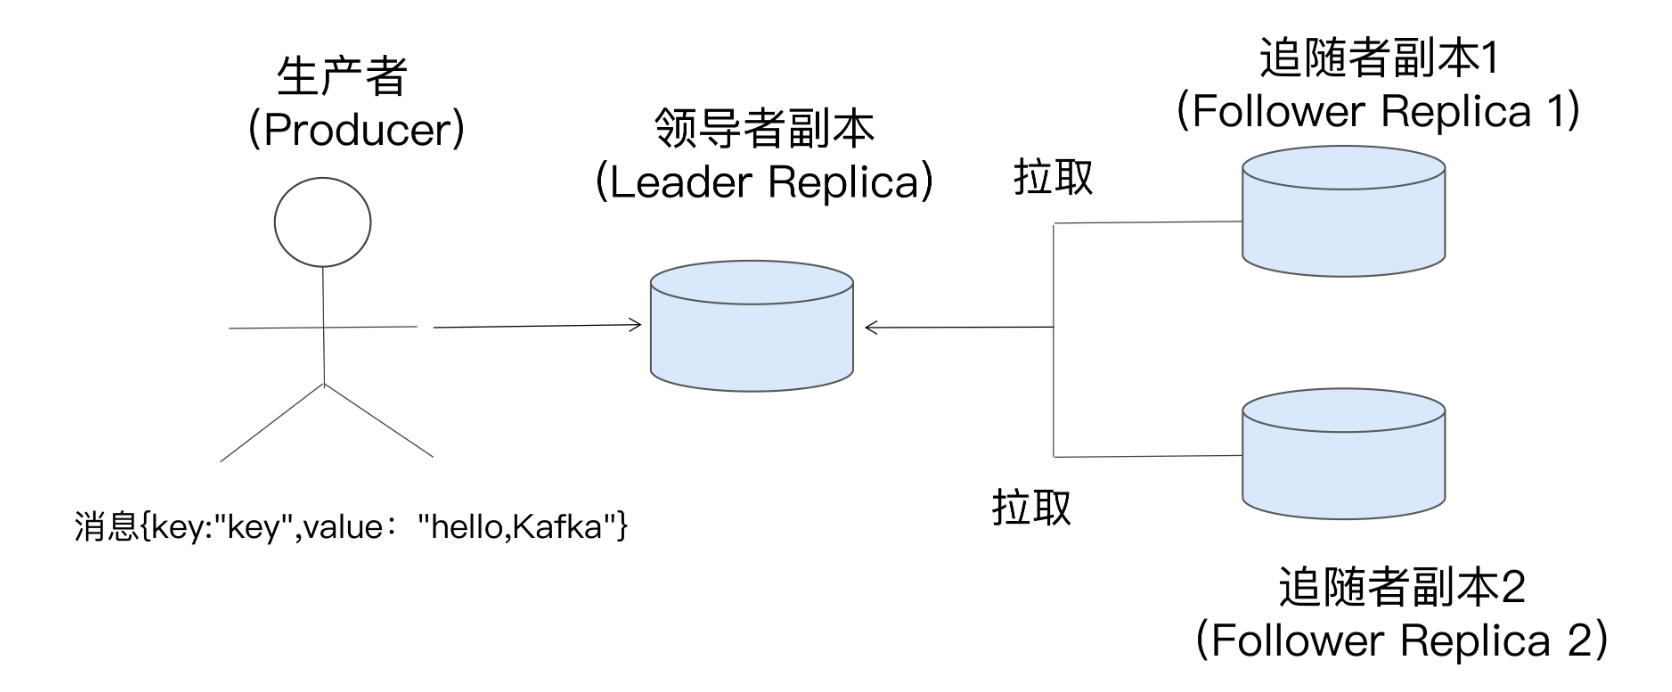 生产者
(Producer)
领导者副本
(Leader Replica)
追随者副本1
(Follower Replica 1)
拉取
拉取
消息{key:"key",value："hello,Kafka"}
追随者副本2
(Follower Replica 2)